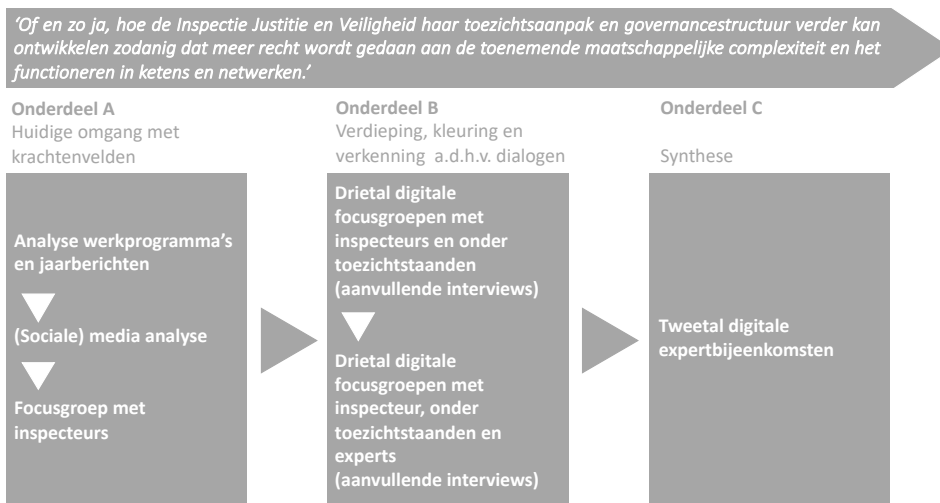 ‘Of en zo ja, hoe de Inspectie Justitie en Veiligheid haar toezichtsaanpak en governancestructuur verder kan
ontwikkelen zodanig dat meer recht wordt gedaan aan de toenemende maatschappelijke complexiteit en het
functioneren in ketens en netwerken.’
Onderdeel A
Huidige omgang met
krachtenvelden
Analyse werkprogramma’s
en jaarberichten
(Sociale) media analyse
Focusgroep met
inspecteurs
Onderdeel B
Verdieping, kleuring en
verkenning a.d.h.v. dialogen
Drietal digitale
focusgroepen met
inspecteurs en onder
toezichtstaanden
(aanvullende interviews)
Drietal digitale
focusgroepen met
inspecteur, onder
toezichtstaanden en
experts
(aanvullende interviews)
Onderdeel C
Synthese
Tweetal digitale
expertbijeenkomsten